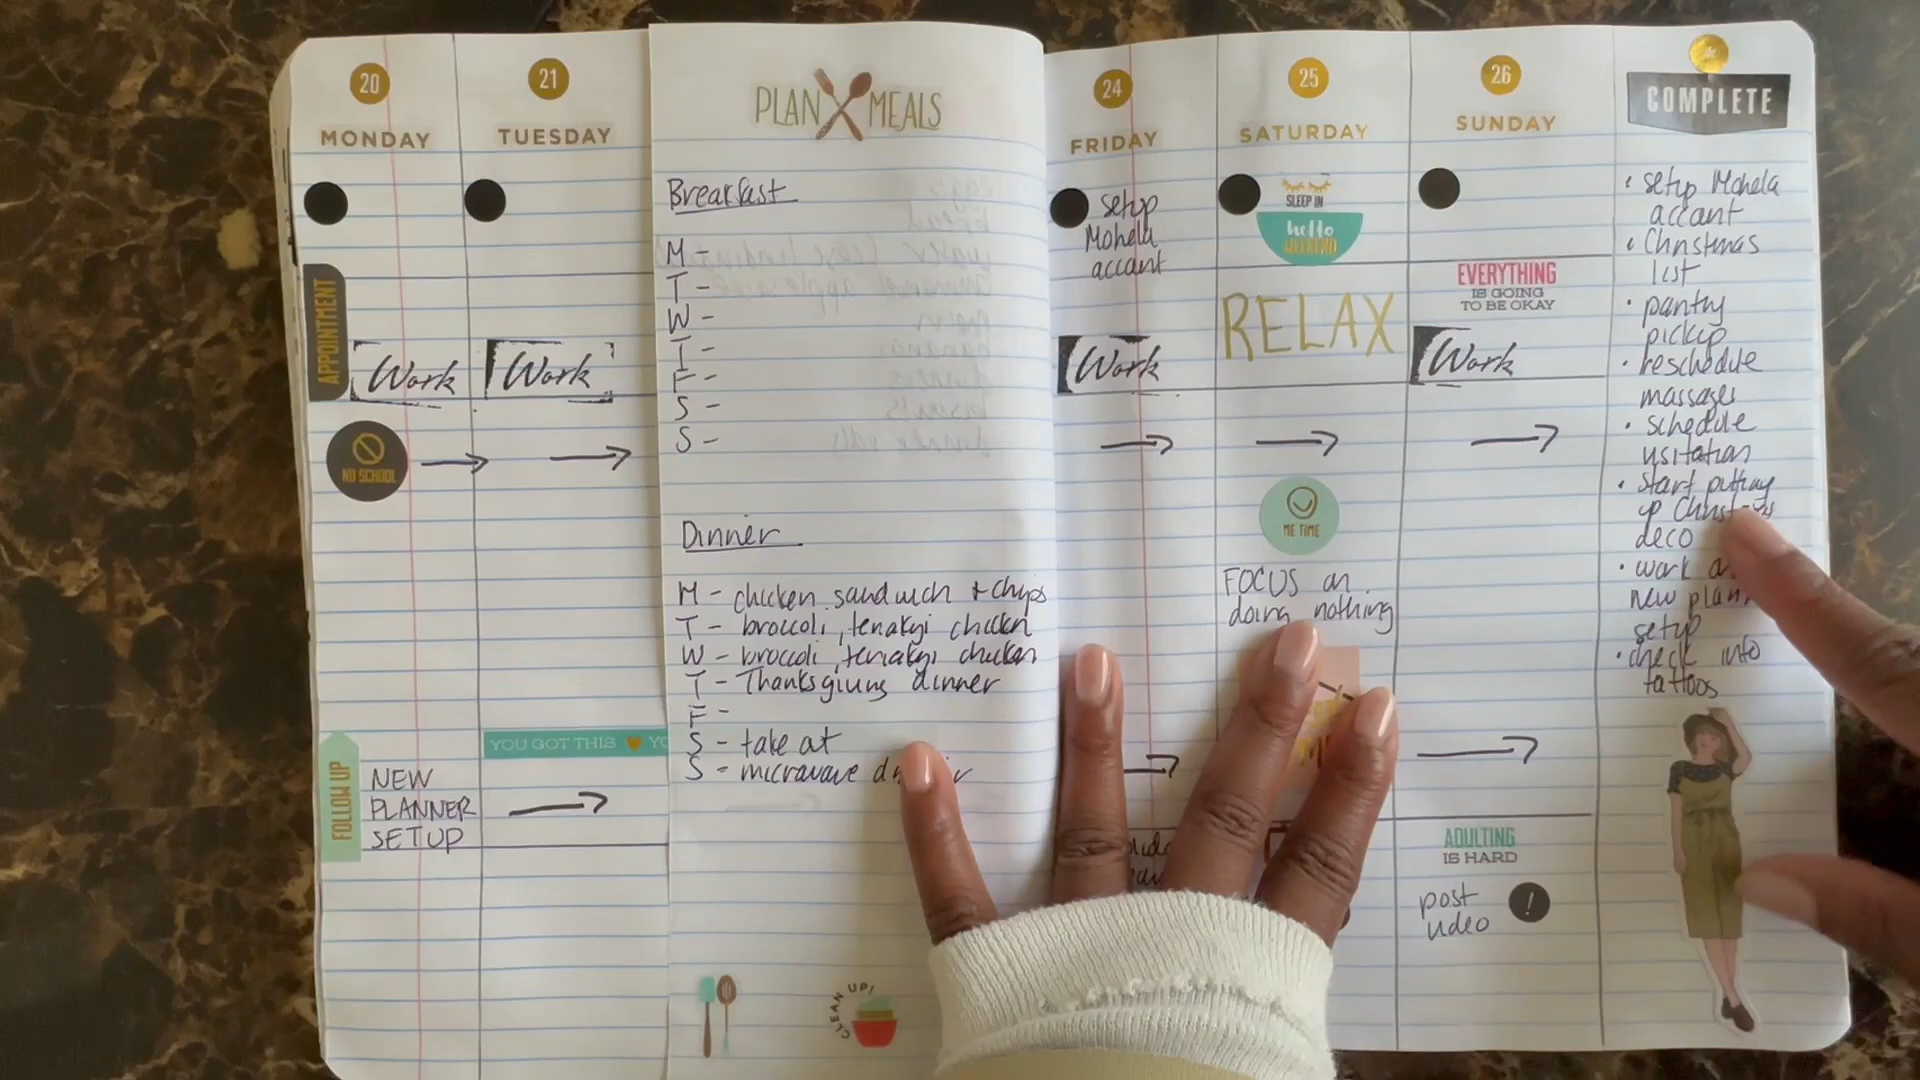 20
MONDAY
APPOINTMENT
Work
NO SCHOOL
FOLLOW UP
NEW
PLANNER
SETUP
21
TUESDAY
Work
YOU GOT THIS
PLAN MEALS
Breakfast
M -
T -
W -
T -
F -
S -
S -
Dinner
M - chicken sandwich + chips
T - broccoli, teriakyi chicken
W - broccoli, teriakyi chicken
T - Thanksgiving dinner
F -
S - take out
S - microwave
CLEAN UP!
24
FRIDAY
setup
Mohela
account
Work
25
SATURDAY
SLEEP IN
hello
WEEKEND
RELAX
ME TIME
FOCUS on
doing nothing
26
SUNDAY
EVERYTHING
IS GOING
TO BE OKAY
Work
ADULTING
IS HARD
post
video
!
COMPLETE
• setup Mohela
account
• Christmas
list
• pantry
pickup
• reschedule
massages
• schedule
visitation
• start putting
up
deco
• work
new
setup
• check into
tattoos